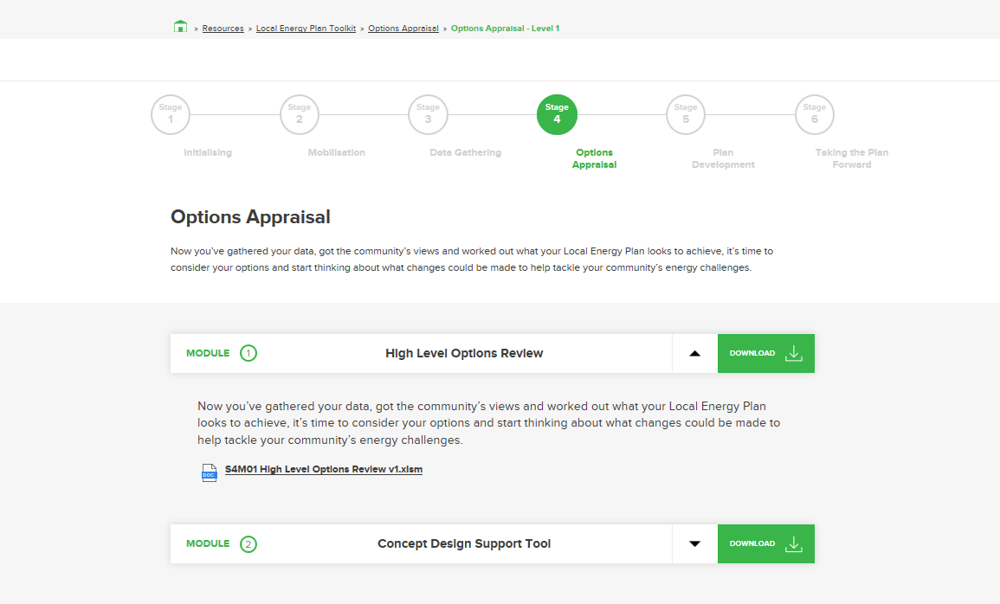 » Resources » Local Energy Plan Toolkit » Options Appraisal » Options Appraisal - Level 1
Stage 1
Stage 2
Stage 3
Stage 4
Stage 5
Stage 6
Initialising
Mobilisation
Data Gathering
Options Appraisal
Plan Development
Taking the Plan Forward
Options Appraisal
Now you've gathered your data, got the community's views and worked out what your Local Energy Plan looks to achieve, it's time to
consider your options and start thinking about what changes could be made to help tackle your community's energy challenges.
MODULE 1 High Level Options Review DOWNLOAD
Now you've gathered your data, got the community's views and worked out what your Local Energy Plan
looks to achieve, it's time to consider your options and start thinking about what changes could be made to
help tackle your community's energy challenges.
DOC S4M01 High Level Options Review v1.xlsm
MODULE 2 Concept Design Support Tool DOWNLOAD